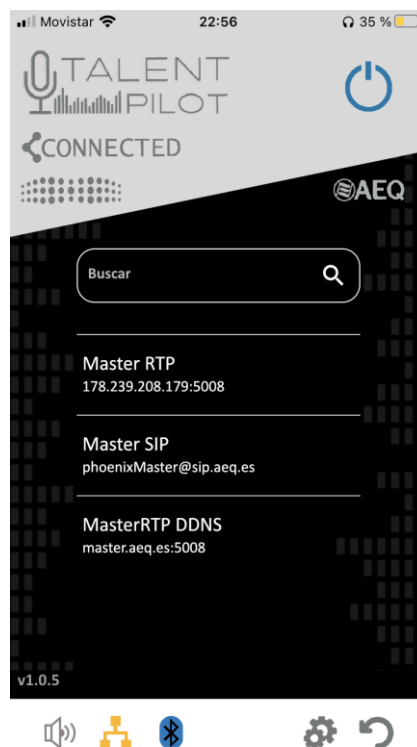 Movistar 22:56 35 %
TALENT
PILOT
CONNECTED
AEQ
Buscar
Master RTP
178.239.208.179:5008
Master SIP
phoenixMaster@sip.aeq.es
MasterRTP DDNS
master.aeq.es:5008
v1.0.5